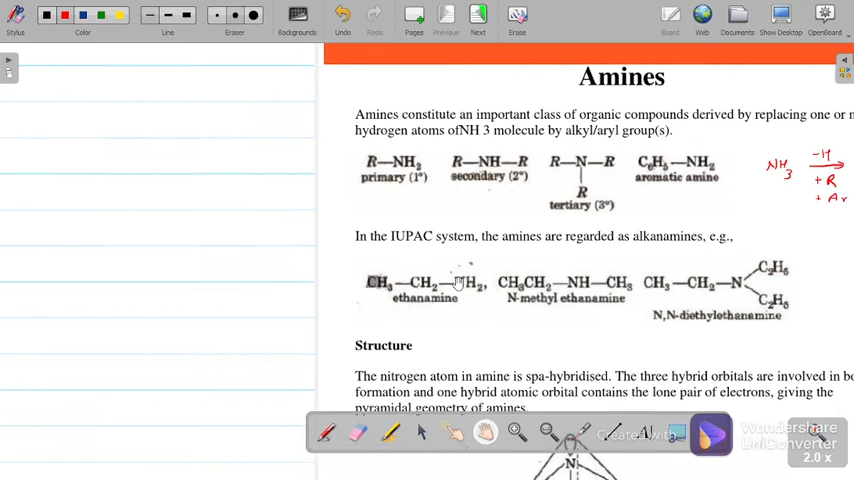 Stylus
Color
Line
Eraser
Backgrounds
Undo
Redo
Pages
Previous
Next
Erase
Board
Web
Documents
Show Desktop
OpenBoard
Amines
Amines constitute an important class of organic compounds derived by replacing one or m
hydrogen atoms ofNH 3 molecule by alkyl/aryl group(s).
R—NH₂ R—NH—R R—N—R C₆H₅—NH₂
primary (1°) secondary (2°) R aromatic amine
tertiary (3°)
NH₃ -H
+ R
+ Ar
In the IUPAC system, the amines are regarded as alkanamines, e.g.,
C₂H₅
CH₃—CH₂— H₂, CH₃CH₂—NH—CH₃ CH₃—CH₂—N
ethanamine N-methyl ethanamine C₂H₅
N,N-diethylethanamine
Structure
The nitrogen atom in amine is spa-hybridised. The three hybrid orbitals are involved in bo
formation and one hybrid atomic orbital contains the lone pair of electrons, giving the
pyramidal geometry of amines.
Created with
Wondershare
UniConverter
2.0 x
N